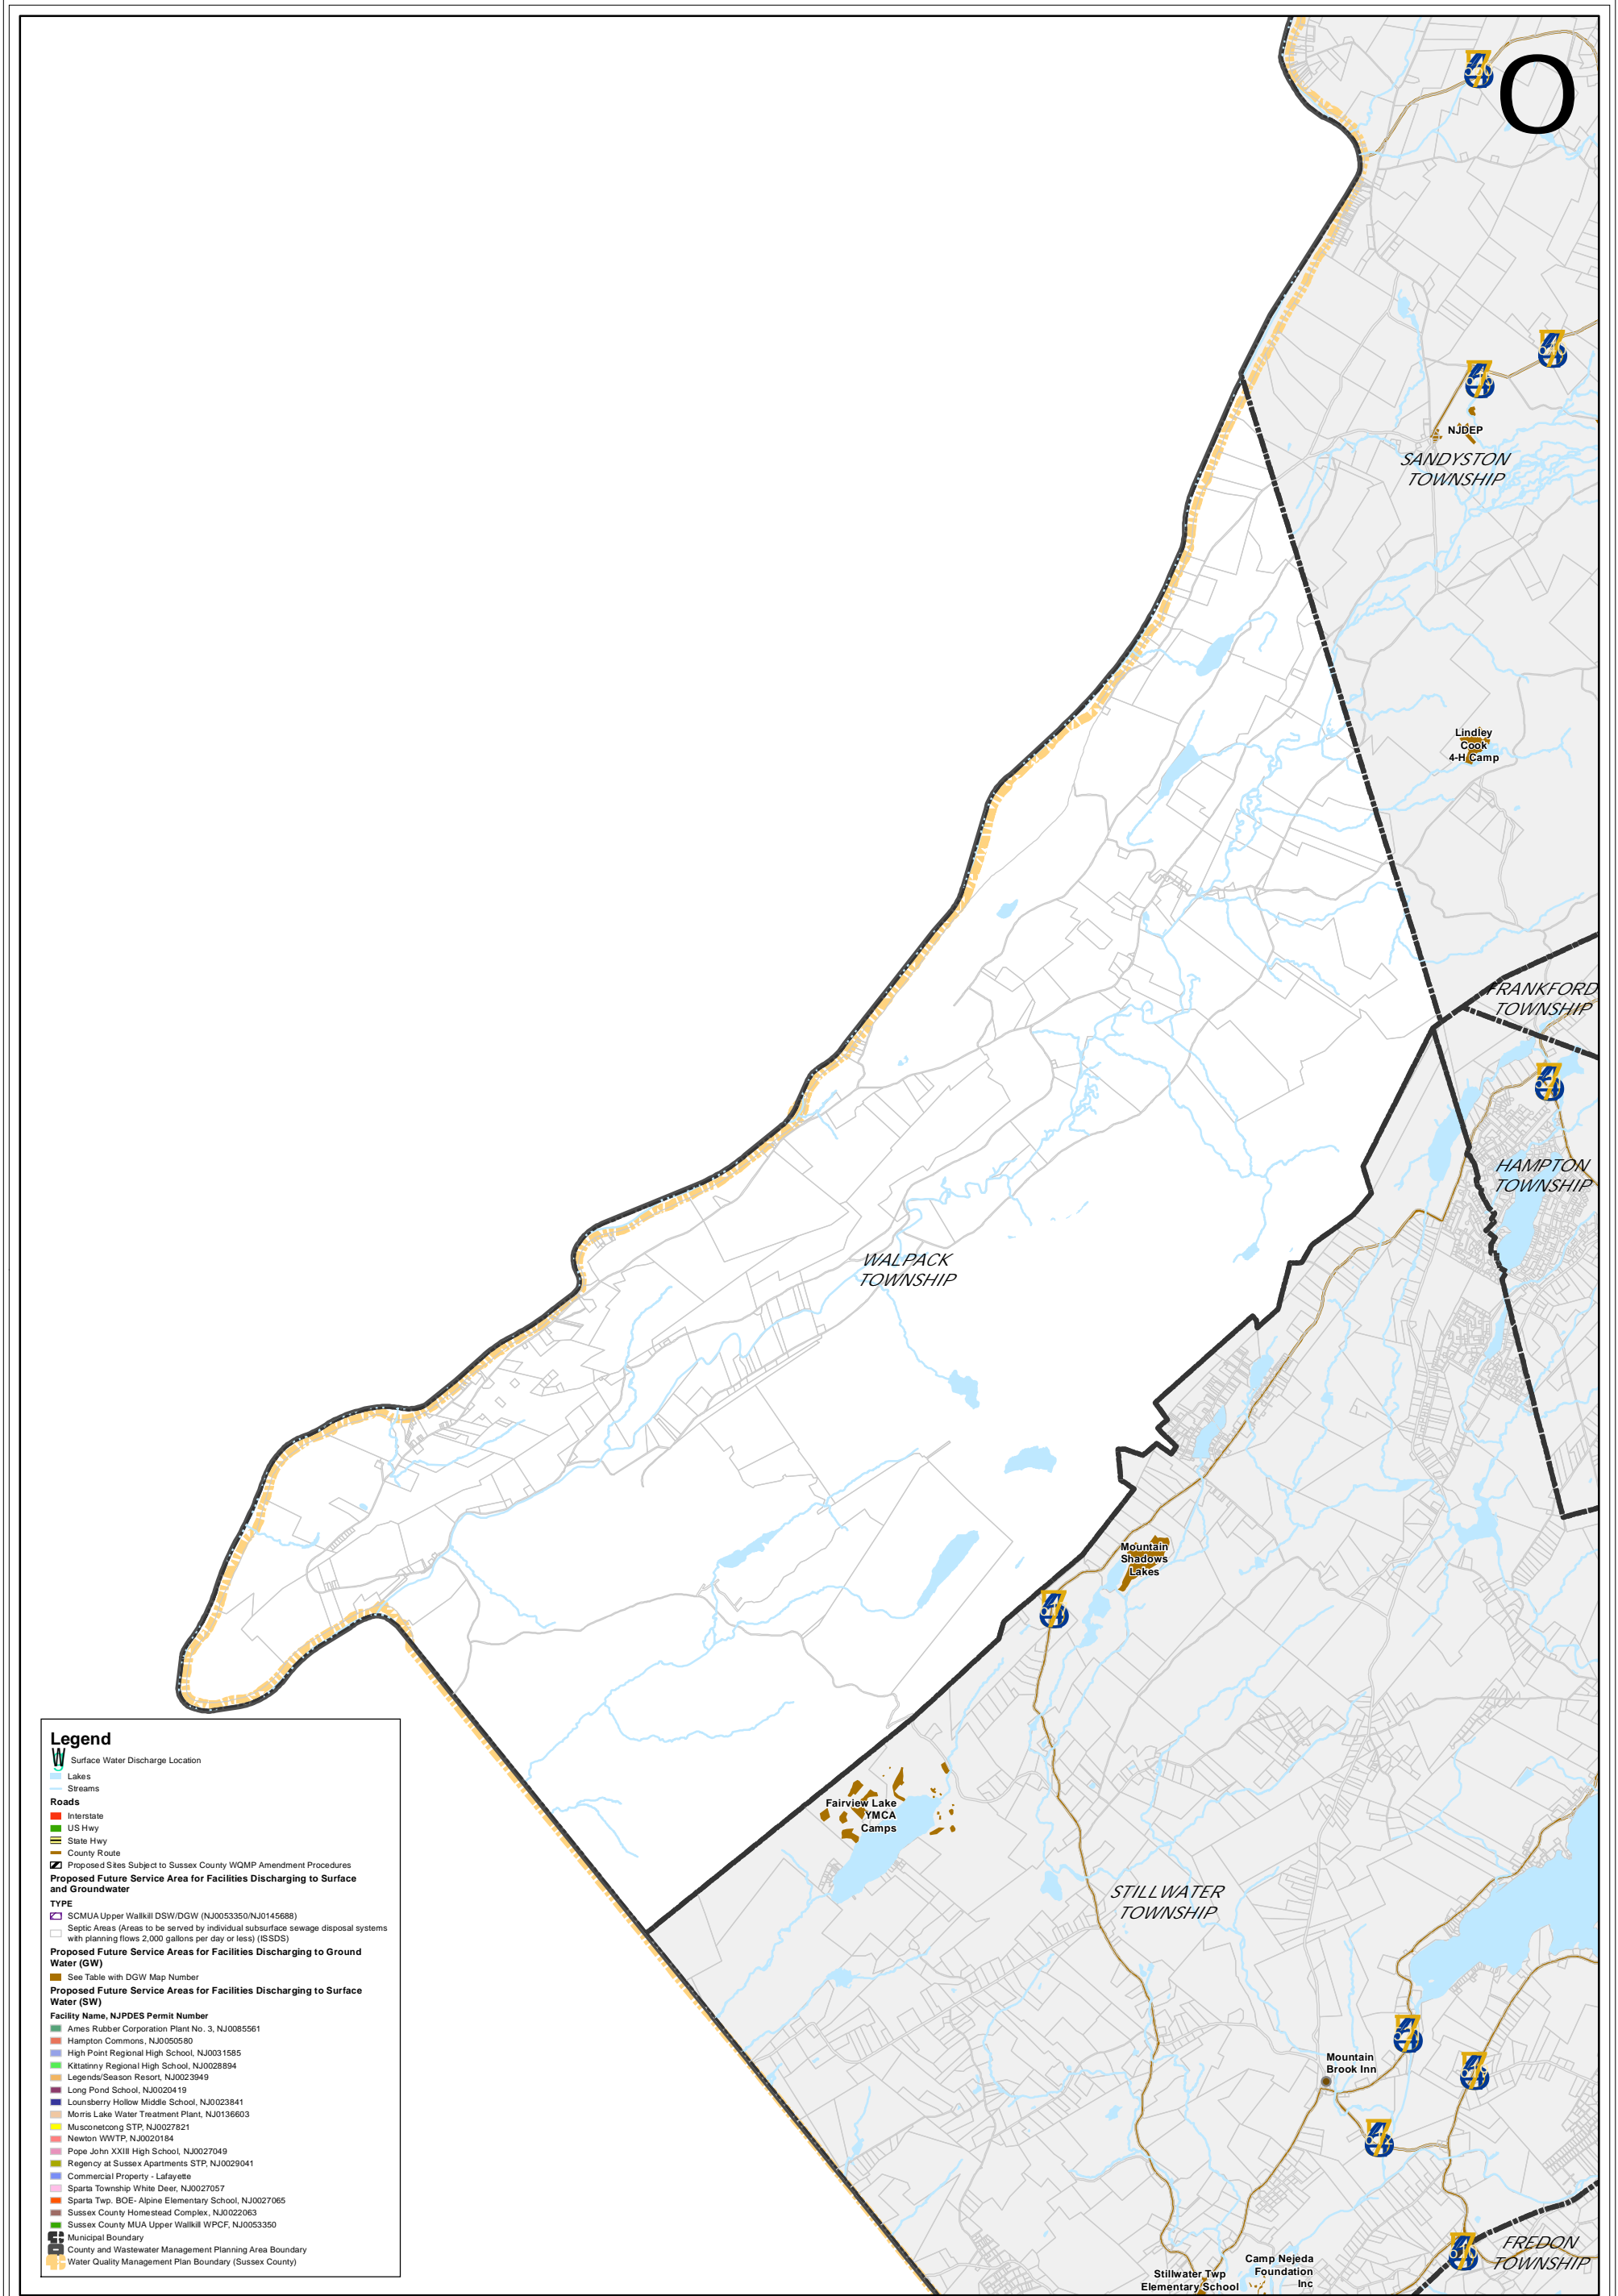 O
NJDEP
SANDYSTON
TOWNSHIP
Lindley
Cook
4-H Camp
FRANKFORD
TOWNSHIP
HAMPTON
TOWNSHIP
WALPACK
TOWNSHIP
Mountain
Shadows
Lakes
Fairview Lake
YMCA
Camps
STILLWATER
TOWNSHIP
Mountain
Brook Inn
FREDON
TOWNSHIP
Camp Nejeda
Foundation
Inc
Stillwater Twp
Elementary School
Legend
Surface Water Discharge Location
Lakes
Streams
Roads
Interstate
US Hwy
State Hwy
County Route
Proposed Sites Subject to Sussex County WQMP Amendment Procedures
Proposed Future Service Area for Facilities Discharging to Surface
and Groundwater
TYPE
SCMUA Upper Wallkill DSW/DGW (NJ0053350/NJ0145688)
Septic Areas (Areas to be served by individual subsurface sewage disposal systems
with planning flows 2,000 gallons per day or less) (ISSDS)
Proposed Future Service Areas for Facilities Discharging to Ground
Water (GW)
See Table with DGW Map Number
Proposed Future Service Areas for Facilities Discharging to Surface
Water (SW)
Facility Name, NJPDES Permit Number
Ames Rubber Corporation Plant No. 3, NJ0085561
Hampton Commons, NJ0050580
High Point Regional High School, NJ0031585
Kittatinny Regional High School, NJ0028894
Legends/Season Resort, NJ0023949
Long Pond School, NJ0020419
Lounsberry Hollow Middle School, NJ0023841
Morris Lake Water Treatment Plant, NJ0136603
Musconetcong STP, NJ0027821
Newton WWTP, NJ0020184
Pope John XXIII High School, NJ0027049
Regency at Sussex Apartments STP, NJ0029041
Commercial Property - Lafayette
Sparta Township White Deer, NJ0027057
Sparta Twp. BOE- Alpine Elementary School, NJ0027065
Sussex County Homestead Complex, NJ0022063
Sussex County MUA Upper Wallkill WPCF, NJ0053350
Municipal Boundary
County and Wastewater Management Planning Area Boundary
Water Quality Management Plan Boundary (Sussex County)